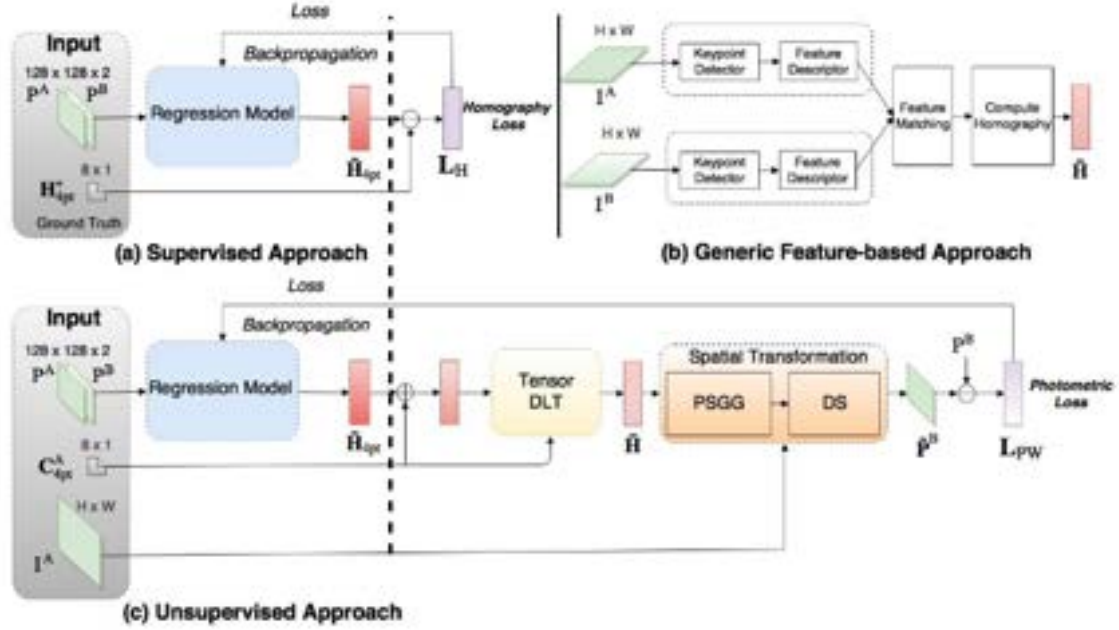 Loss
Backpropagation
Input
128 x 128 x 2
P^A P^B
Regression Model
H̃_4pt
Homography
Loss
L_H
8 x 1
H*_4pt
Ground Truth
(a) Supervised Approach
H x W
I^A
Keypoint
Detector
Feature
Descriptor
H x W
I^B
Keypoint
Detector
Feature
Descriptor
Feature
Matching
Compute
Homography
H̃
(b) Generic Feature-based Approach
Loss
Backpropagation
Input
128 x 128 x 2
P^A P^B
Regression Model
H̃_4pt
8 x 1
C^A_4pt
H x W
I^A
Tensor
DLT
H̃
Spatial Transformation
PSGG
DS
P̃^B
P^B
Photometric
Loss
L_PW
(c) Unsupervised Approach